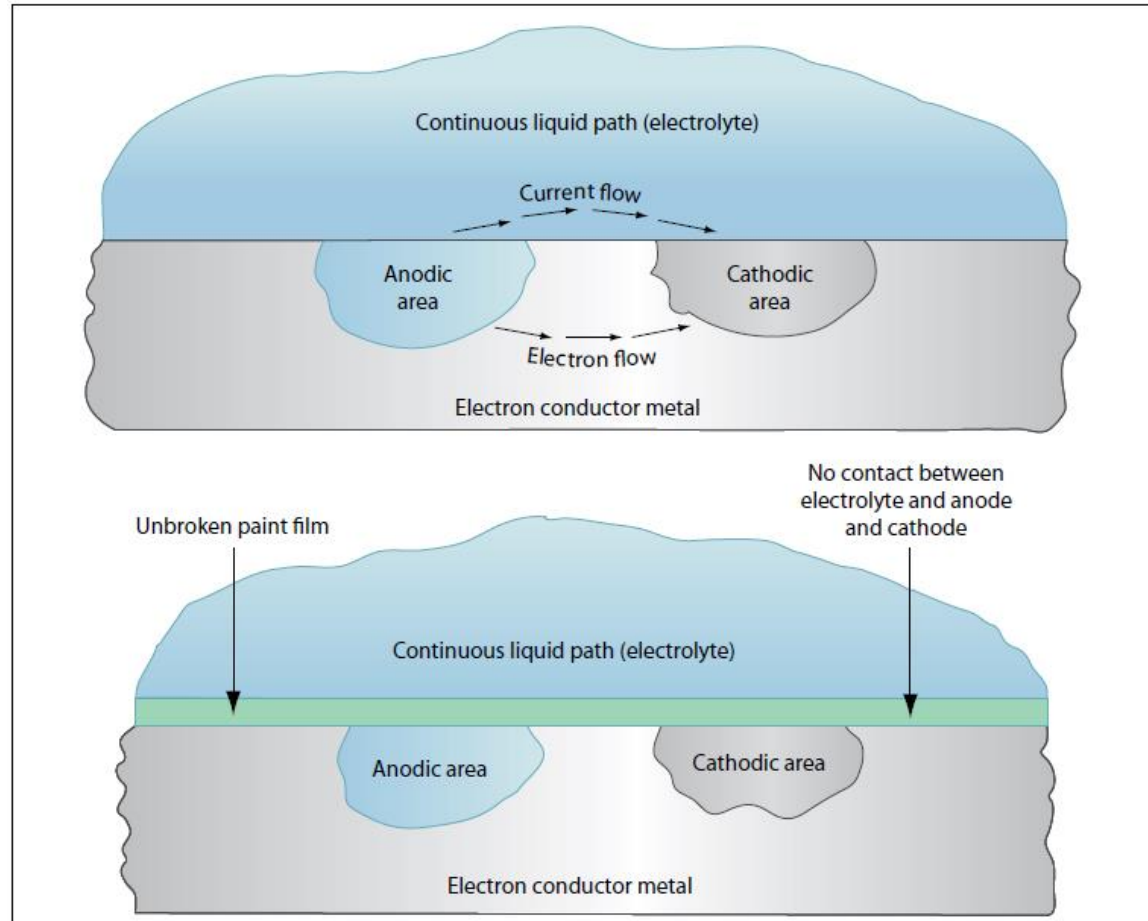 Continuous liquid path (electrolyte)
Current flow
Anodic
area
Cathodic
area
Electron flow
Electron conductor metal
Unbroken paint film
No contact between
electrolyte and anode
and cathode
Continuous liquid path (electrolyte)
Anodic area
Cathodic area
Electron conductor metal